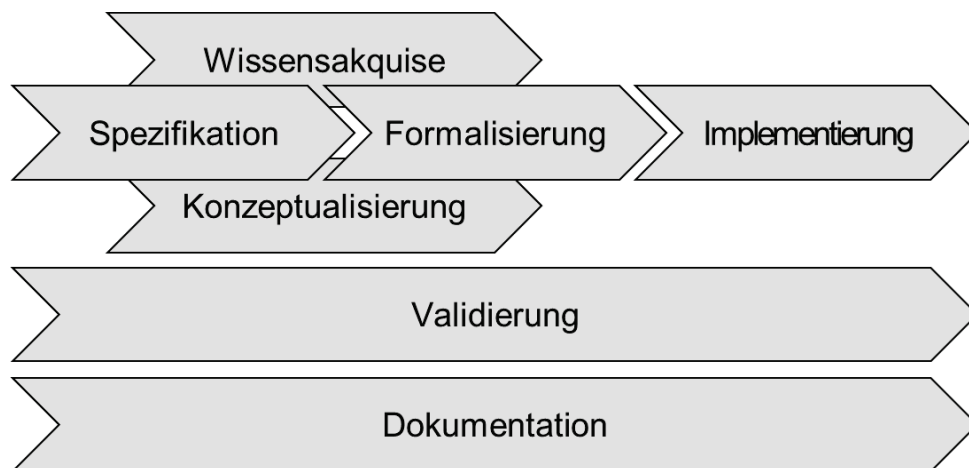 Wissensakquise
Spezifikation
Formalisierung
Implementierung
Konzeptualisierung
Validierung
Dokumentation